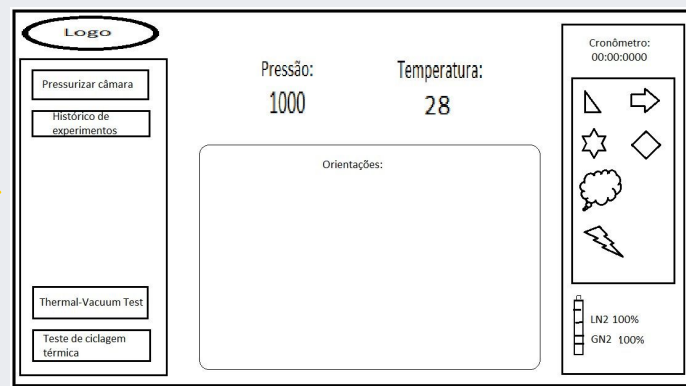 Logo
Pressurizar câmara
Histórico de
experimentos
Thermal-Vacuum Test
Teste de ciclagem
térmica
Pressão:
1000
Temperatura:
28
Orientações:
Cronômetro:
00:00:0000
LN2 100%
GN2 100%